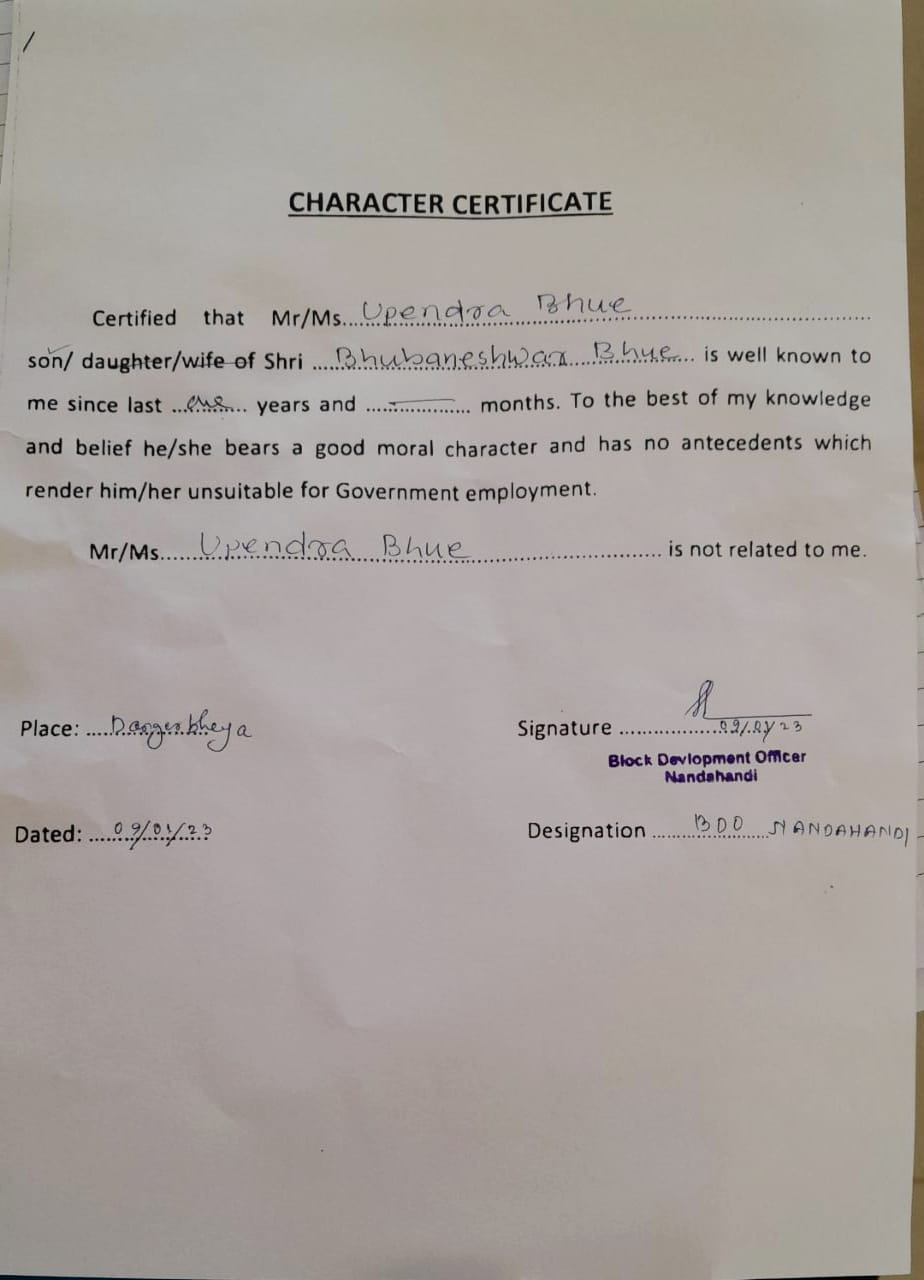 CHARACTER CERTIFICATE
Certified that Mr/Ms. Upendra Bhue
son/ daughter/wife of Shri Bhubaneshwar Bhue is well known to
me since last one years and months. To the best of my knowledge
and belief he/she bears a good moral character and has no antecedents which
render him/her unsuitable for Government employment.
Mr/Ms. Upendra Bhue is not related to me.
Place:
Signature 09/01/23
Block Devlopment Officer
Nandahandi
Dated: 09/01/23
Designation BDO NANDAHANDI